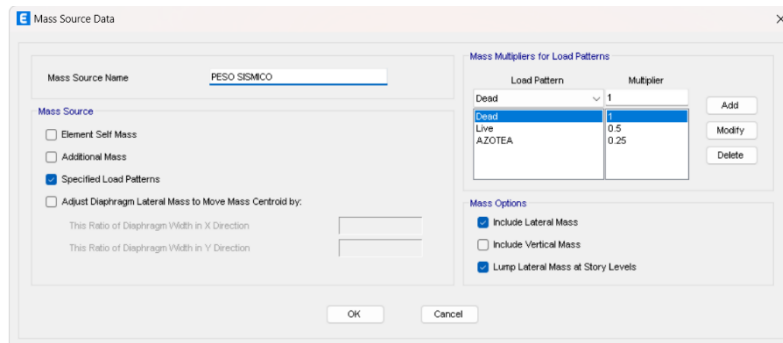 E Mass Source Data
Mass Source Name PESO SISMICO
Mass Source
Element Self Mass
Additional Mass
Specified Load Patterns
Adjust Diaphragm Lateral Mass to Move Mass Centroid by:
This Ratio of Diaphragm Width in X Direction
This Ratio of Diaphragm Width in Y Direction
Mass Multipliers for Load Patterns
Load Pattern Multiplier
Dead 1
Dead 1
Live 0.5
AZOTEA 0.25
Add
Modify
Delete
Mass Options
Include Lateral Mass
Include Vertical Mass
Lump Lateral Mass at Story Levels
OK Cancel